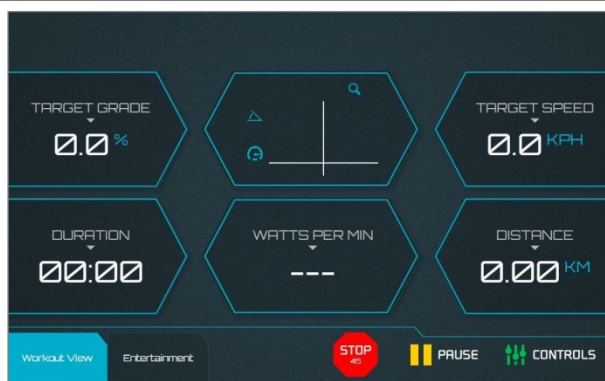 TARGET GRADE
0.0 %
TARGET SPEED
0.0 KPH
DURATION
00:00
WATTS PER MIN
---
DISTANCE
0.00 KM
Workout View
Entertainment
STOP
45
PAUSE
CONTROLS